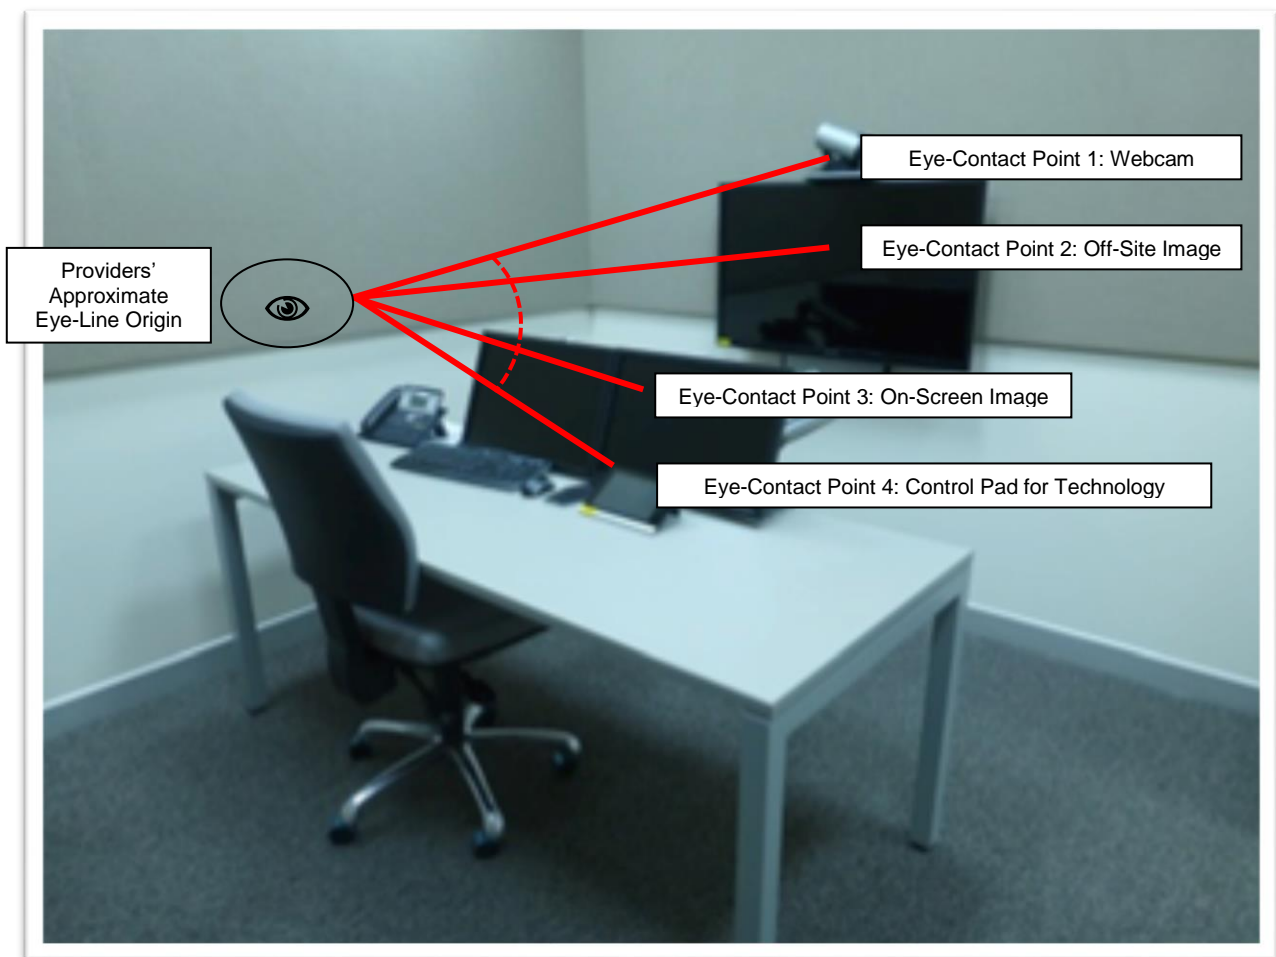 Eye-Contact Point 1: Webcam
Eye-Contact Point 2: Off-Site Image
Providers’
Approximate
Eye-Line Origin
Eye-Contact Point 3: On-Screen Image
Eye-Contact Point 4: Control Pad for Technology